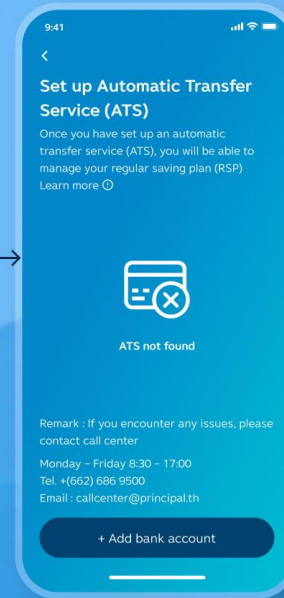 9:41
Set up Automatic Transfer
Service (ATS)
Once you have set up an automatic
transfer service (ATS), you will be able to
manage your regular saving plan (RSP)
Learn more
ATS not found
Remark : If you encounter any issues, please
contact call center
Monday – Friday 8:30 - 17:00
Tel. +(662) 686 9500
Email : callcenter@principal.th
+ Add bank account